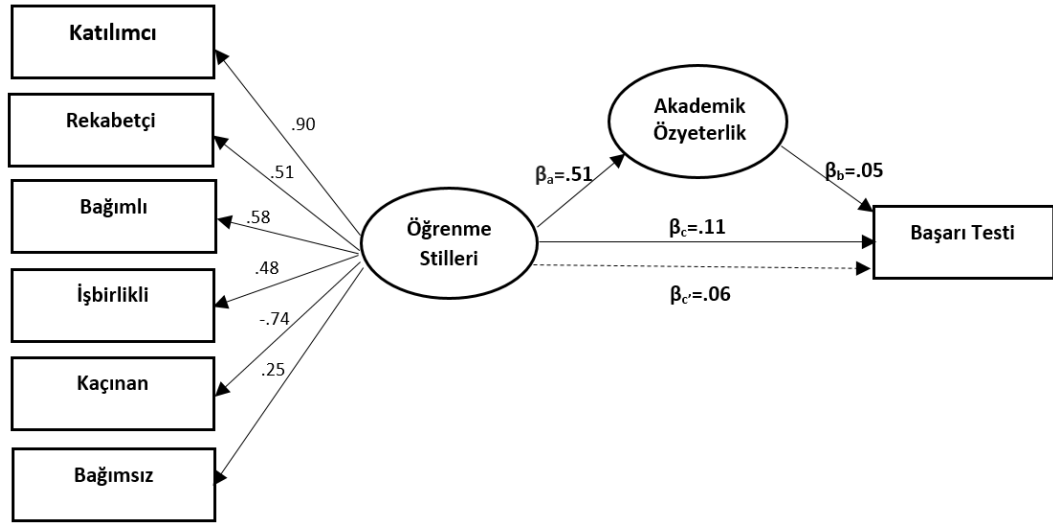 Katılımcı
Rekabetçi
Bağımlı
İşbirlikli
Kaçınan
Bağımsız
.90
.51
.58
.48
-.74
.25
Öğrenme
Stilleri
Akademik
Özyeterlik
βa=.51
βb=.05
βc=.11
βc’=.06
Başarı Testi